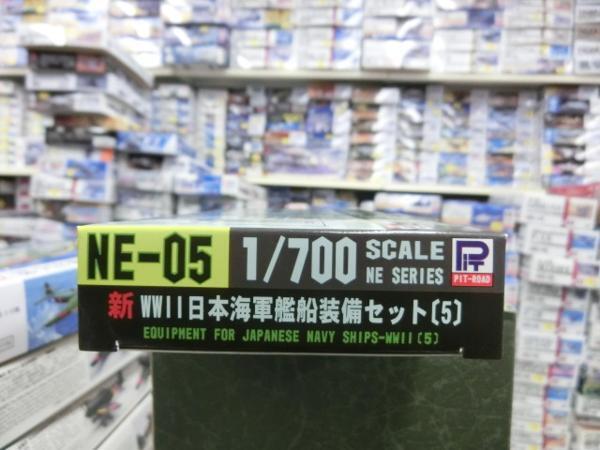 NE-05 1/700 SCALE
NE SERIES
PiT
PIT-ROAD
新 WWII日本海軍艦船装備セット〔5〕
EQUIPMENT FOR JAPANESE NAVY SHIPS-WWII〔5〕